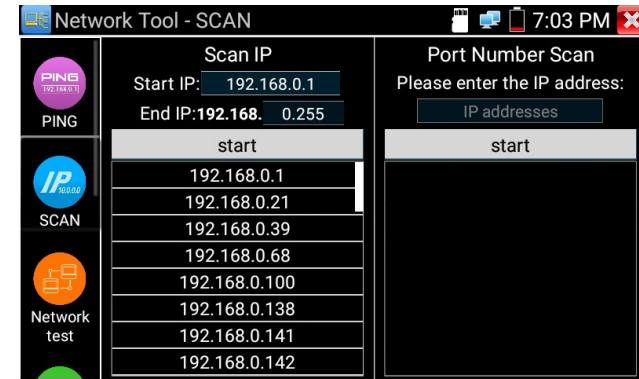 Network Tool - SCAN
7:03 PM
PING
192.168.0.1
PING
IP
10.0.0.0
SCAN
Network
test
Scan IP
Start IP: 192.168.0.1
End IP:192.168. 0.255
start
192.168.0.1
192.168.0.21
192.168.0.39
192.168.0.68
192.168.0.100
192.168.0.138
192.168.0.141
192.168.0.142
Port Number Scan
Please enter the IP address:
IP addresses
start